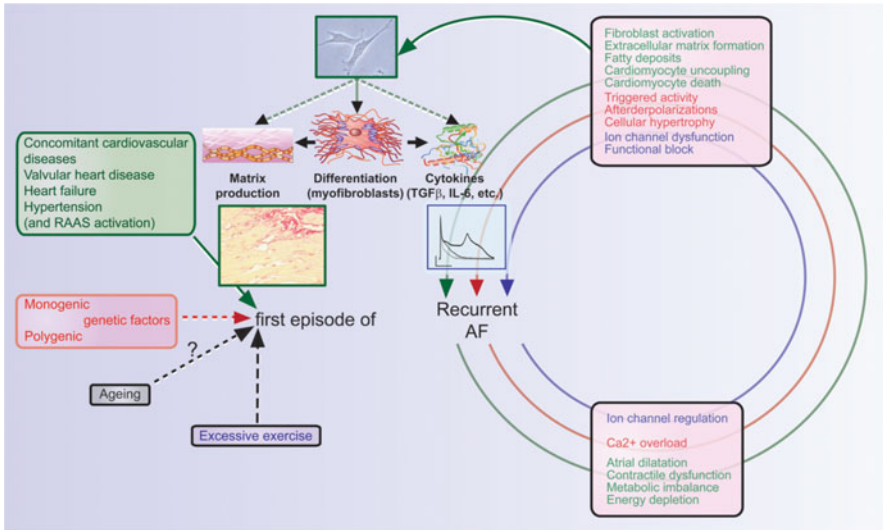 Fibroblast activation
Extracellular matrix formation
Fatty deposits
Cardiomyocyte uncoupling
Cardiomyocyte death
Triggered activity
Afterdepolarizations
Cellular hypertrophy
Ion channel dysfunction
Functional block
Matrix
production
Differentiation
(myofibroblasts)
Cytokines
(TGFβ, IL-6, etc.)
Concomitant cardiovascular
diseases
Valvular heart disease
Heart failure
Hypertension
(and RAAS activation)
Monogenic
genetic factors
Polygenic
first episode of
?
Ageing
Excessive exercise
Recurrent
AF
Ion channel regulation
Ca2+ overload
Atrial dilatation
Contractile dysfunction
Metabolic imbalance
Energy depletion